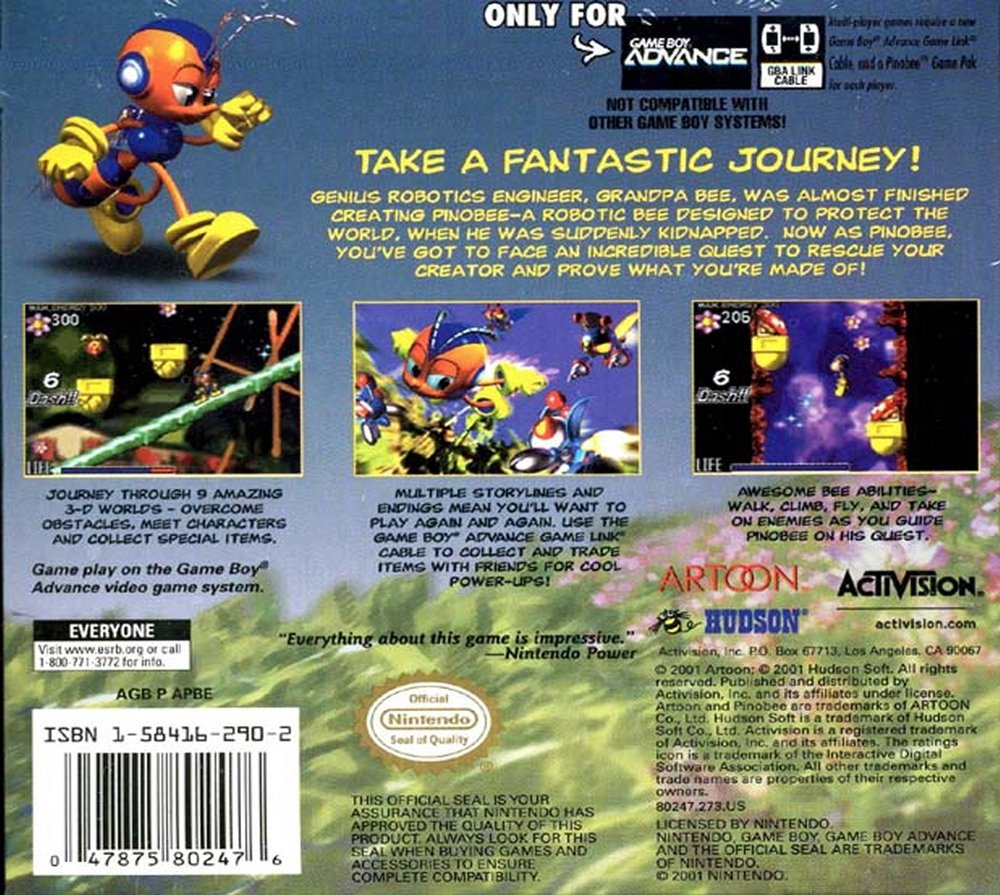 ONLY FOR
GAME BOY
ADVANCE
GBA LINK
CABLE
Multi-player games require a new
Game Boy® Advance Game Link®
Cable, and a Pinobee™ Game Pak
for each player.
NOT COMPATIBLE WITH
OTHER GAME BOY SYSTEMS!
TAKE A FANTASTIC JOURNEY!
GENIUS ROBOTICS ENGINEER, GRANDPA BEE, WAS ALMOST FINISHED
CREATING PINOBEE–A ROBOTIC BEE DESIGNED TO PROTECT THE
WORLD, WHEN HE WAS SUDDENLY KIDNAPPED. NOW AS PINOBEE,
YOU'VE GOT TO FACE AN INCREDIBLE QUEST TO RESCUE YOUR
CREATOR AND PROVE WHAT YOU'RE MADE OF!
300
6
Dash!!
LIFE
206
6
Dash!!
LIFE
JOURNEY THROUGH 9 AMAZING
3-D WORLDS – OVERCOME
OBSTACLES, MEET CHARACTERS
AND COLLECT SPECIAL ITEMS.
MULTIPLE STORYLINES AND
ENDINGS MEAN YOU'LL WANT TO
PLAY AGAIN AND AGAIN. USE THE
GAME BOY® ADVANCE GAME LINK®
CABLE TO COLLECT AND TRADE
ITEMS WITH FRIENDS FOR COOL
POWER-UPS!
AWESOME BEE ABILITIES–
WALK, CLIMB, FLY, AND TAKE
ON ENEMIES AS YOU GUIDE
PINOBEE ON HIS QUEST.
Game play on the Game Boy®
Advance video game system.
ARTOON
ACTIVISION.
HUDSON®
activision.com
EVERYONE
Visit www.esrb.org or call
1-800-771-3772 for info.
"Everything about this game is impressive."
—Nintendo Power
Activision, Inc. P.O. Box 67713, Los Angeles, CA 90067
© 2001 Artoon; © 2001 Hudson Soft. All rights
reserved. Published and distributed by
Activision, Inc. and its affiliates under license.
Artoon and Pinobee are trademarks of ARTOON
Co., Ltd. Hudson Soft is a trademark of Hudson
Soft Co., Ltd. Activision is a registered trademark
of Activision, Inc. and its affiliates. The ratings
icon is a trademark of the Interactive Digital
Software Association. All other trademarks and
trade names are properties of their respective
owners.
80247.273.US
LICENSED BY NINTENDO.
NINTENDO, GAME BOY, GAME BOY ADVANCE
AND THE OFFICIAL SEAL ARE TRADEMARKS
OF NINTENDO.
© 2001 NINTENDO.
AGB P APBE
ISBN 1-58416-290-2
0 47875 80247 6
Official
Nintendo
Seal of Quality
THIS OFFICIAL SEAL IS YOUR
ASSURANCE THAT NINTENDO HAS
APPROVED THE QUALITY OF THIS
PRODUCT. ALWAYS LOOK FOR THIS
SEAL WHEN BUYING GAMES AND
ACCESSORIES TO ENSURE
COMPLETE COMPATIBILITY.